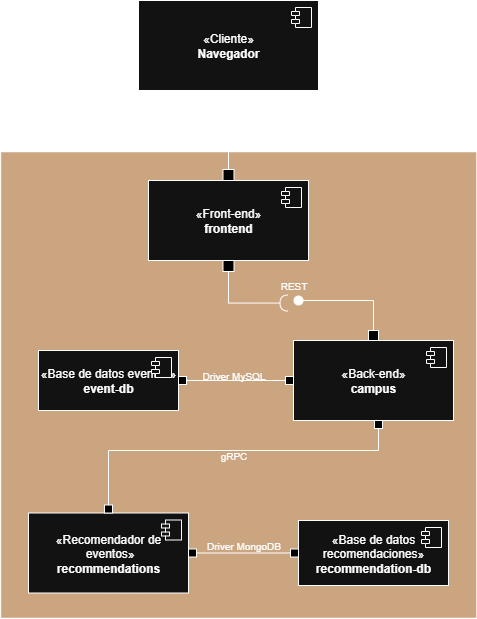 «Cliente»
Navegador
«Front-end»
frontend
REST
«Base de datos
event-db
Driver MySQL
«Back-end»
campus
gRPC
«Recomendador de
eventos»
recommendations
Driver MongoDB
«Base de datos
recomendaciones»
recommendation-db